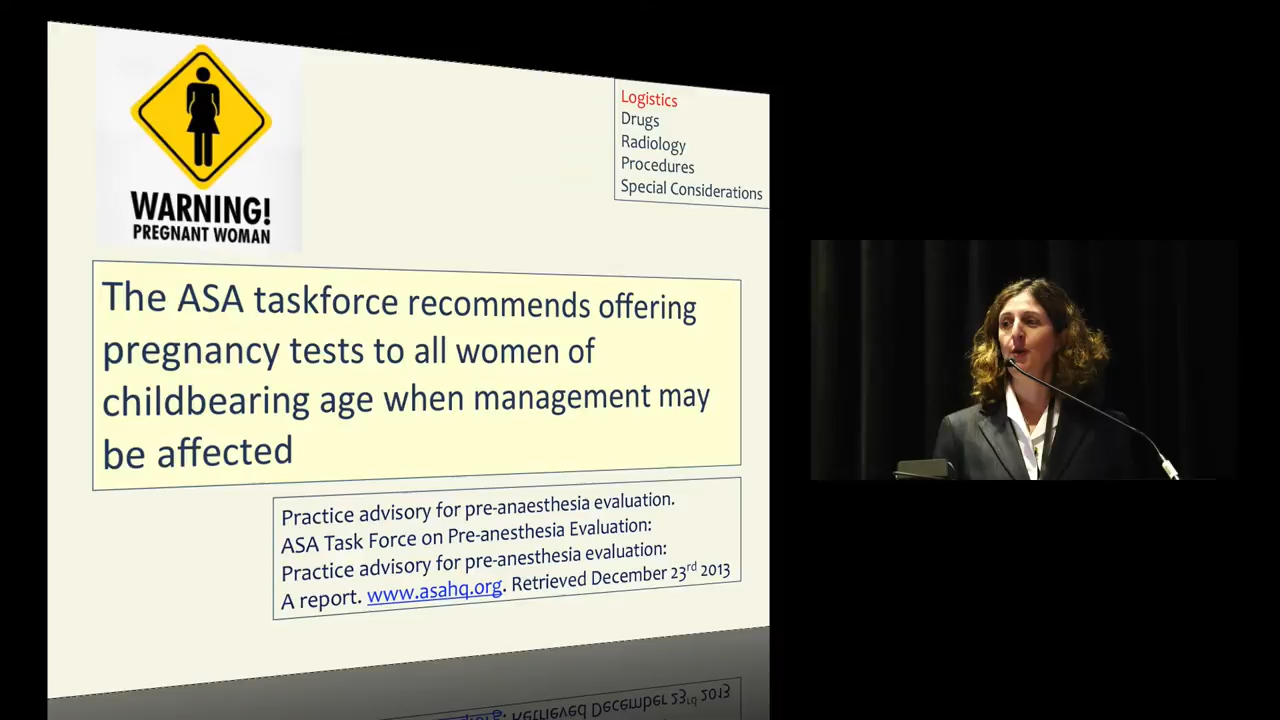 WARNING!
PREGNANT WOMAN
Logistics
Drugs
Radiology
Procedures
Special Considerations
The ASA taskforce recommends offering
pregnancy tests to all women of
childbearing age when management may
be affected
Practice advisory for pre-anaesthesia evaluation.
ASA Task Force on Pre-anesthesia Evaluation:
Practice advisory for pre-anesthesia evaluation:
A report. www.asahq.org. Retrieved December 23rd 2013